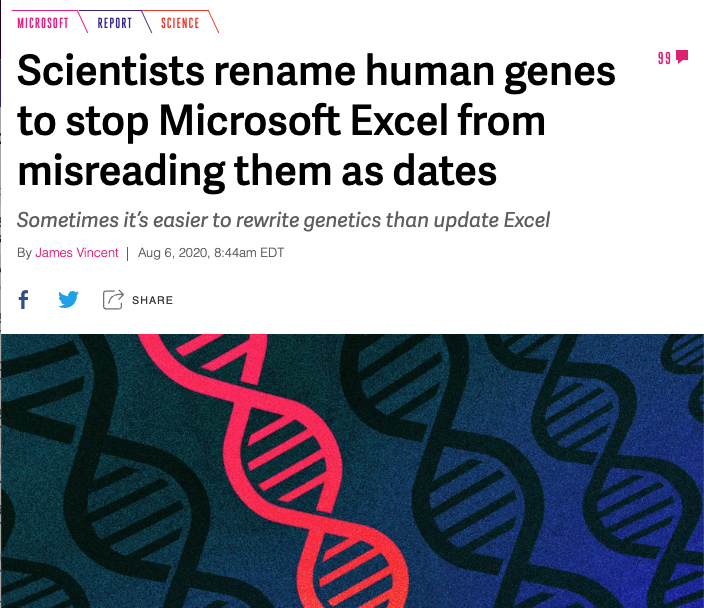 MICROSOFT REPORT SCIENCE
Scientists rename human genes
to stop Microsoft Excel from
misreading them as dates
99
Sometimes it's easier to rewrite genetics than update Excel
By James Vincent | Aug 6, 2020, 8:44am EDT
SHARE